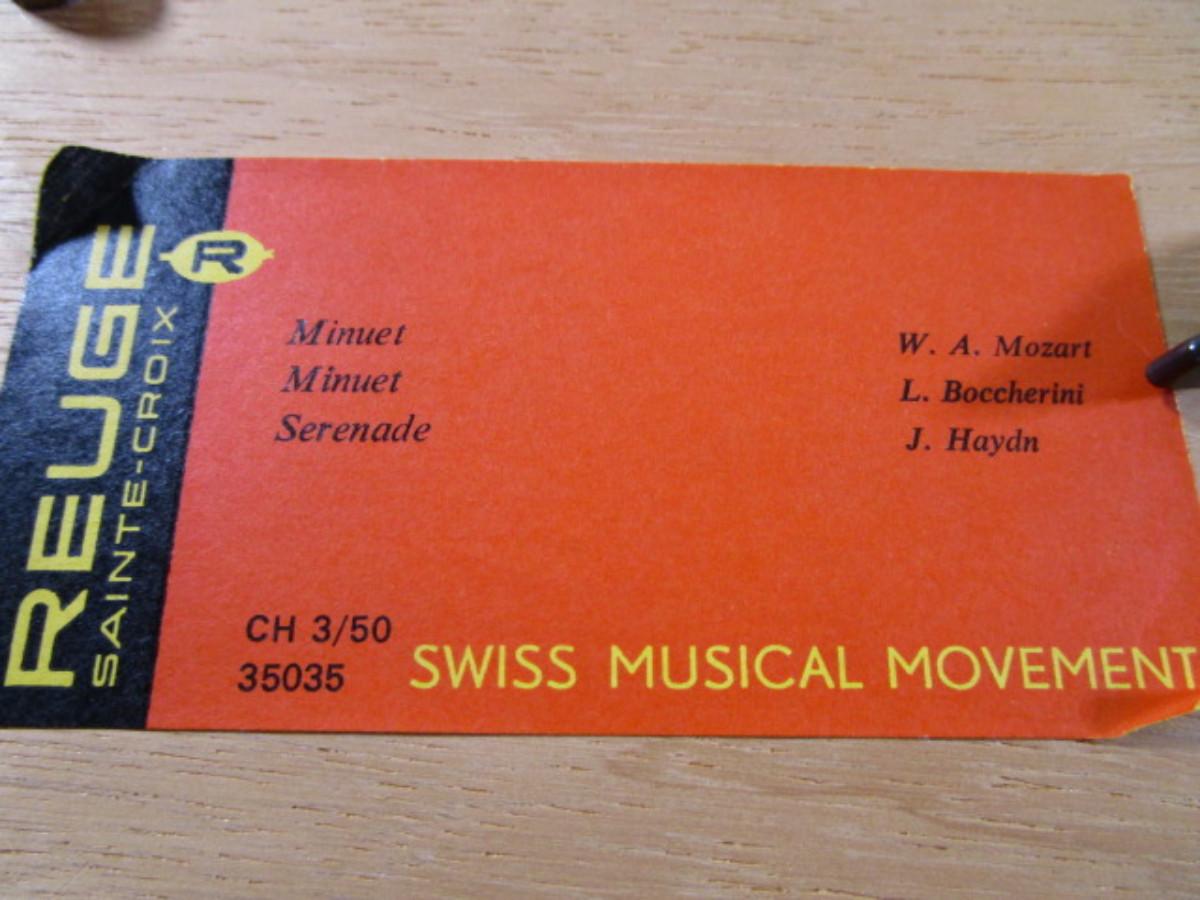 REUGE
SAINTE-CROIX
R
Minuet W. A. Mozart
Minuet L. Boccherini
Serenade J. Haydn
CH 3/50
35035
SWISS MUSICAL MOVEMENT